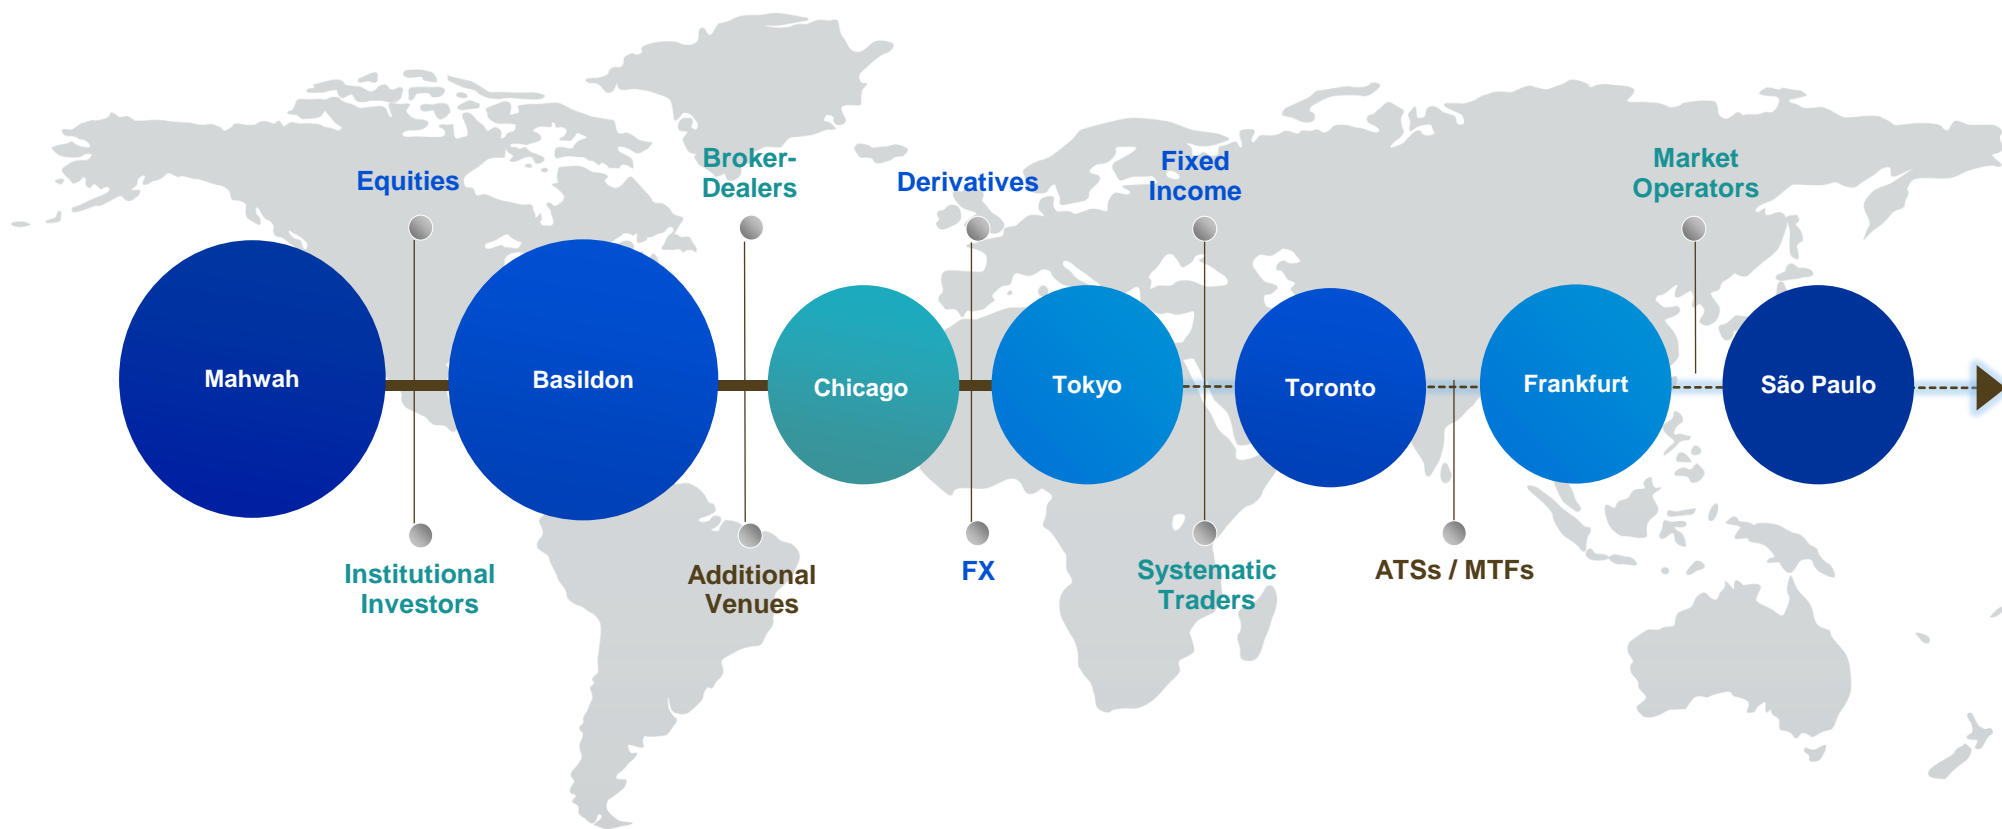 Equities
Broker-
Dealers
Derivatives
Fixed
Income
Market
Operators
Mahwah
Basildon
Chicago
Tokyo
Toronto
Frankfurt
São Paulo
Institutional
Investors
Additional
Venues
FX
Systematic
Traders
ATSs / MTFs